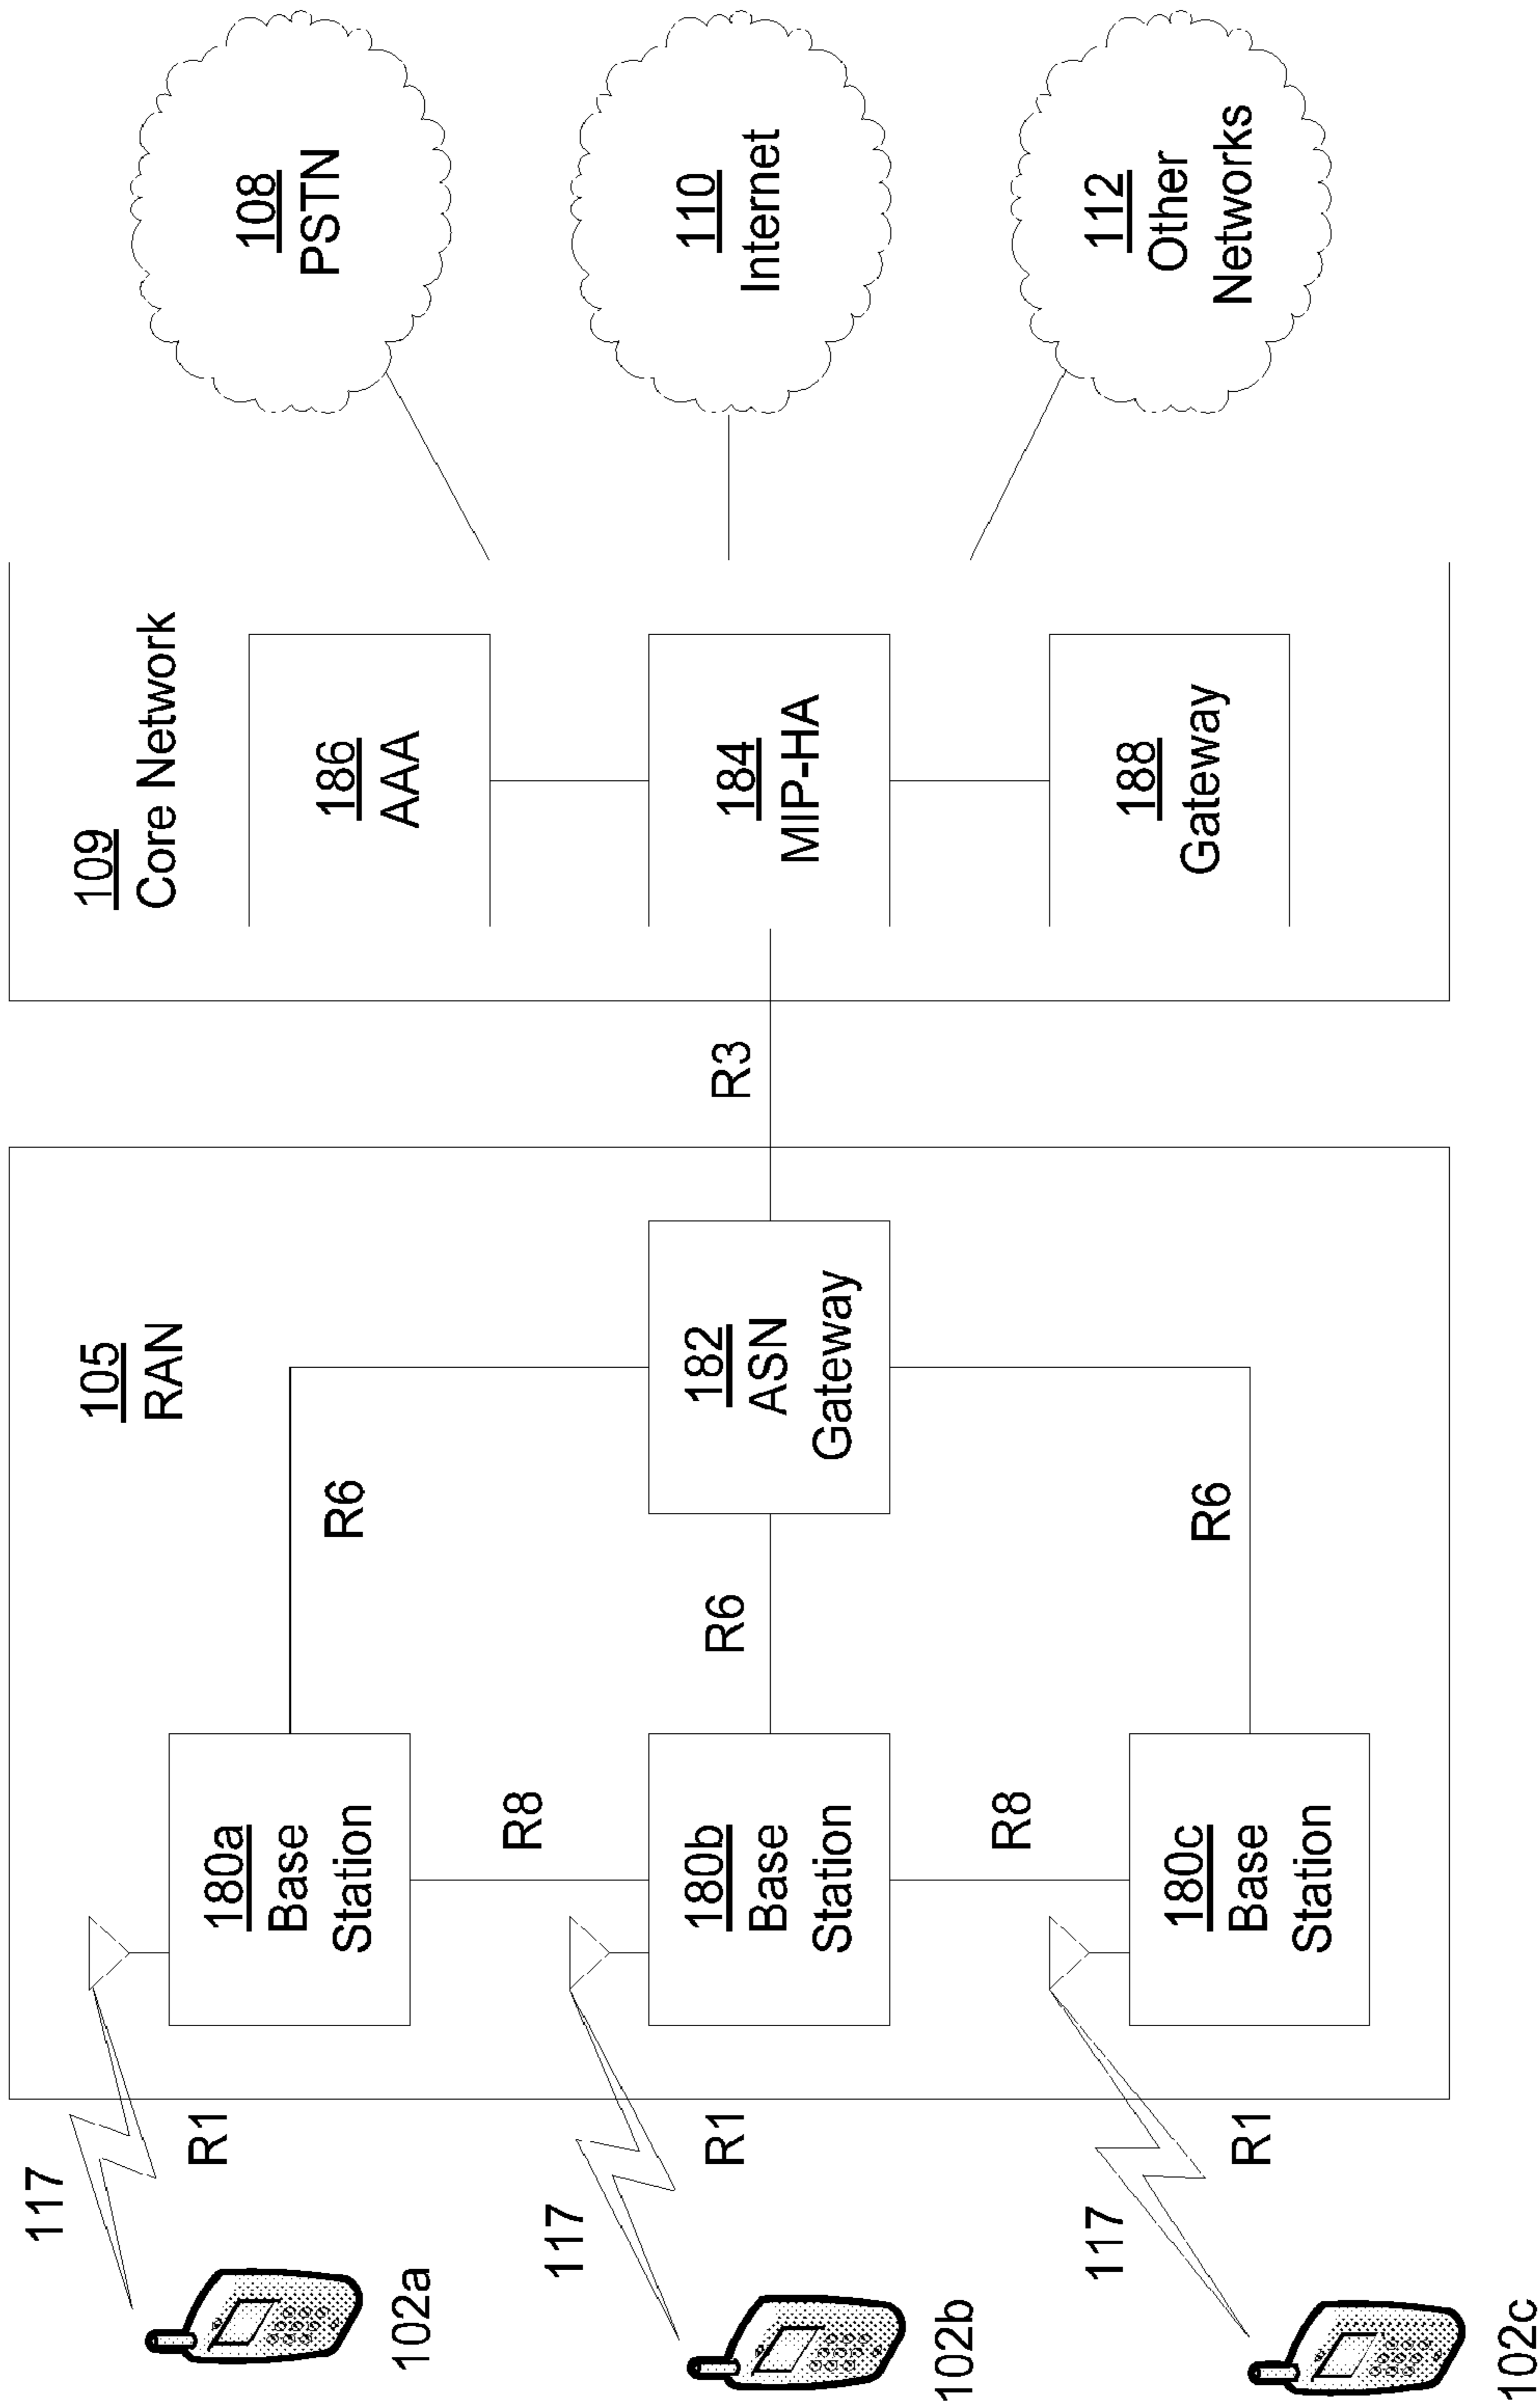 117
102a
R1
180a
Base
Station
R6
105
RAN
R8
117
102b
R1
180b
Base
Station
R6
182
ASN
Gateway
R8
117
102c
R1
180c
Base
Station
R6
R3
109
Core Network
186
AAA
184
MIP-HA
188
Gateway
108
PSTN
110
Internet
112
Other
Networks